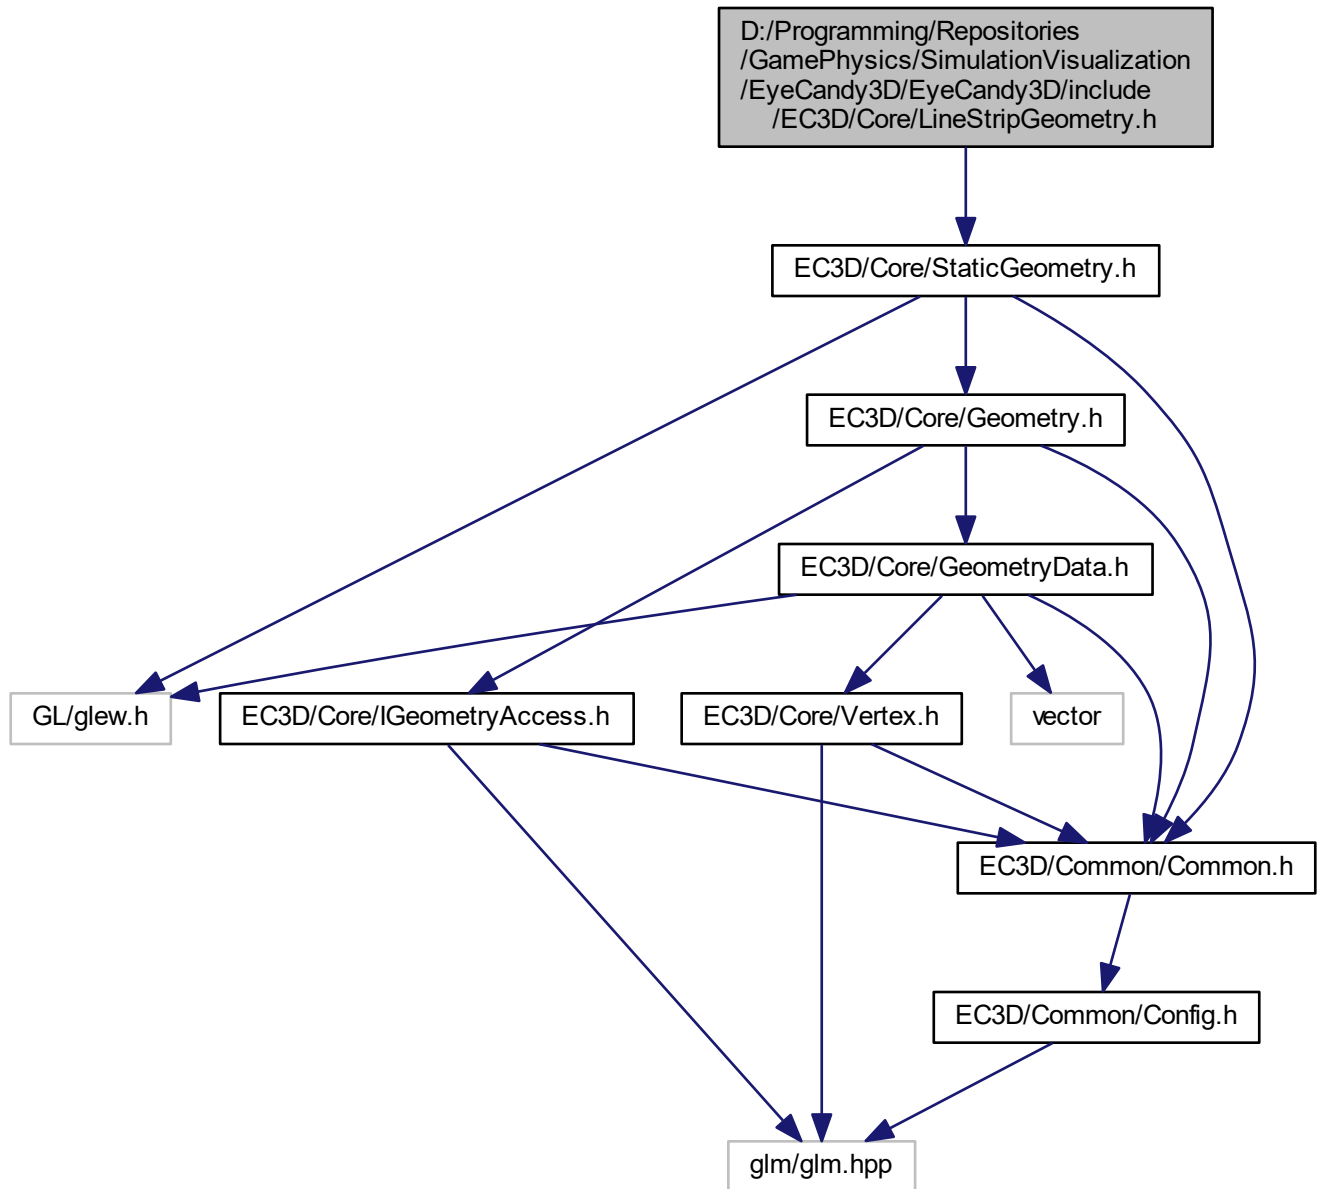 D:/Programming/Repositories
/GamePhysics/SimulationVisualization
/EyeCandy3D/EyeCandy3D/include
/EC3D/Core/LineStripGeometry.h
EC3D/Core/StaticGeometry.h
EC3D/Core/Geometry.h
EC3D/Core/GeometryData.h
GL/glew.h
EC3D/Core/IGeometryAccess.h
EC3D/Core/Vertex.h
vector
EC3D/Common/Common.h
EC3D/Common/Config.h
glm/glm.hpp